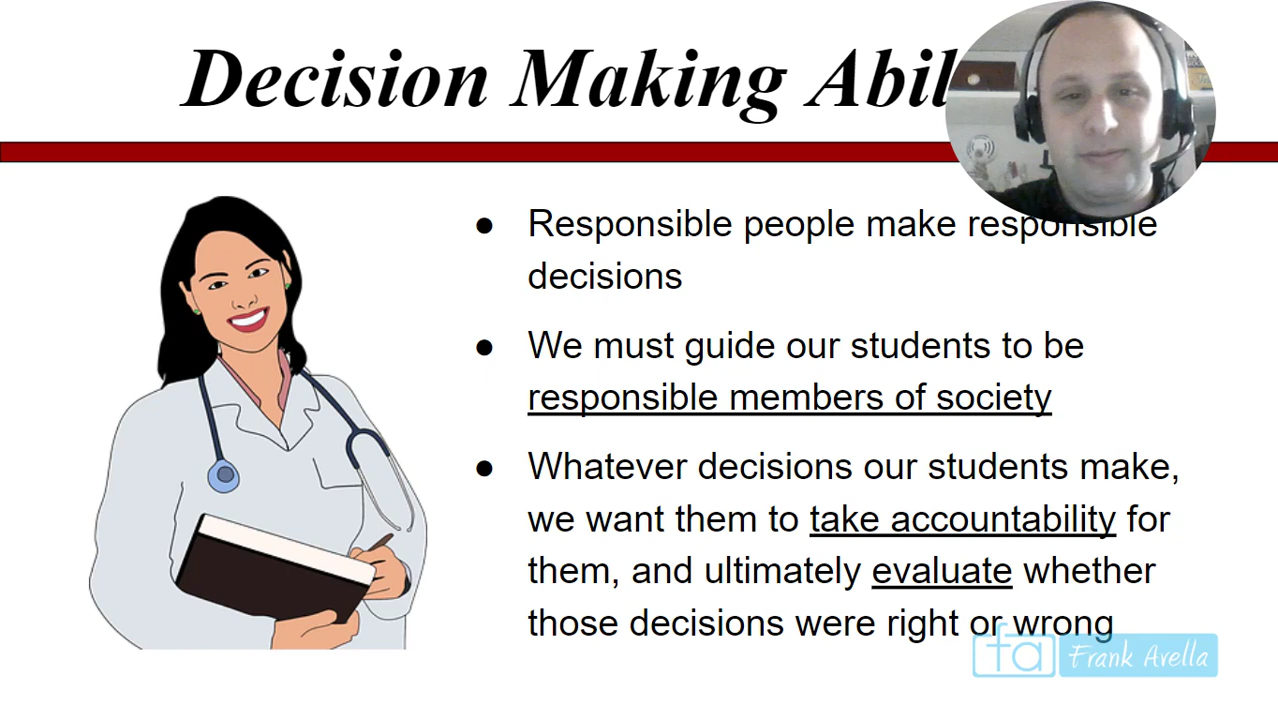 Decision Making Abil
Responsible people make responsible
decisions
We must guide our students to be
responsible members of society
Whatever decisions our students make,
we want them to take accountability for
them, and ultimately evaluate whether
those decisions were right or wrong
fa Frank Avella